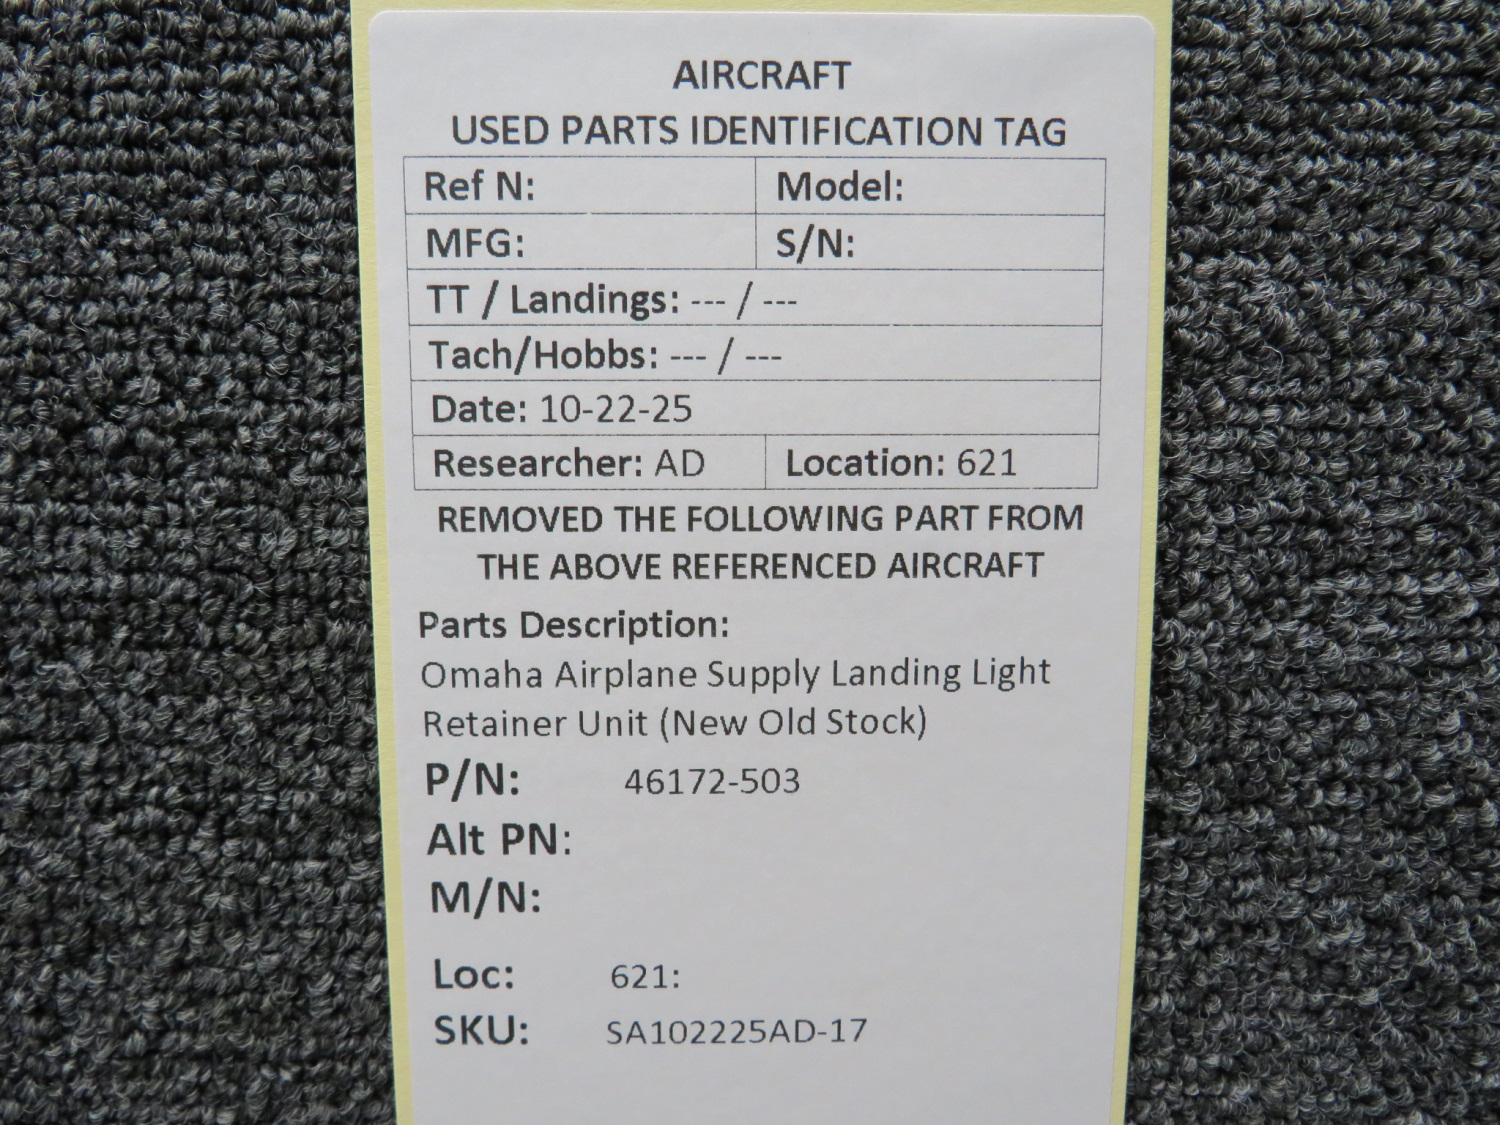 AIRCRAFT
USED PARTS IDENTIFICATION TAG
Ref N: Model:
MFG: S/N:
TT / Landings: --- / ---
Tach/Hobbs: --- / ---
Date: 10-22-25
Researcher: AD Location: 621
REMOVED THE FOLLOWING PART FROM
THE ABOVE REFERENCED AIRCRAFT
Parts Description:
Omaha Airplane Supply Landing Light
Retainer Unit (New Old Stock)
P/N: 46172-503
Alt PN:
M/N:
Loc: 621:
SKU: SA102225AD-17